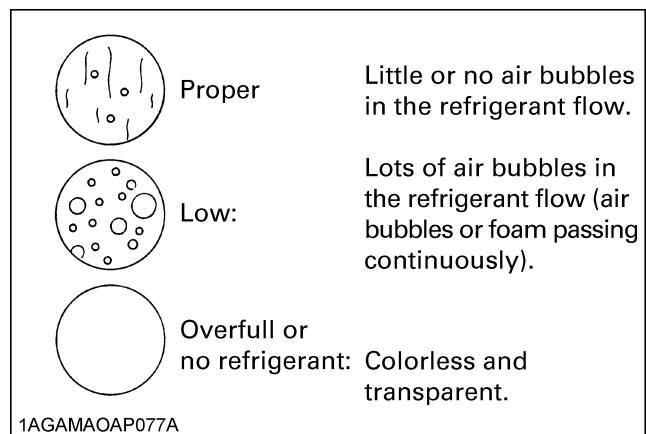 Proper
Little or no air bubbles
in the refrigerant flow.
Low:
Lots of air bubbles in
the refrigerant flow (air
bubbles or foam passing
continuously).
Overfull or
no refrigerant:
Colorless and
transparent.
1AGAMAOAP077A